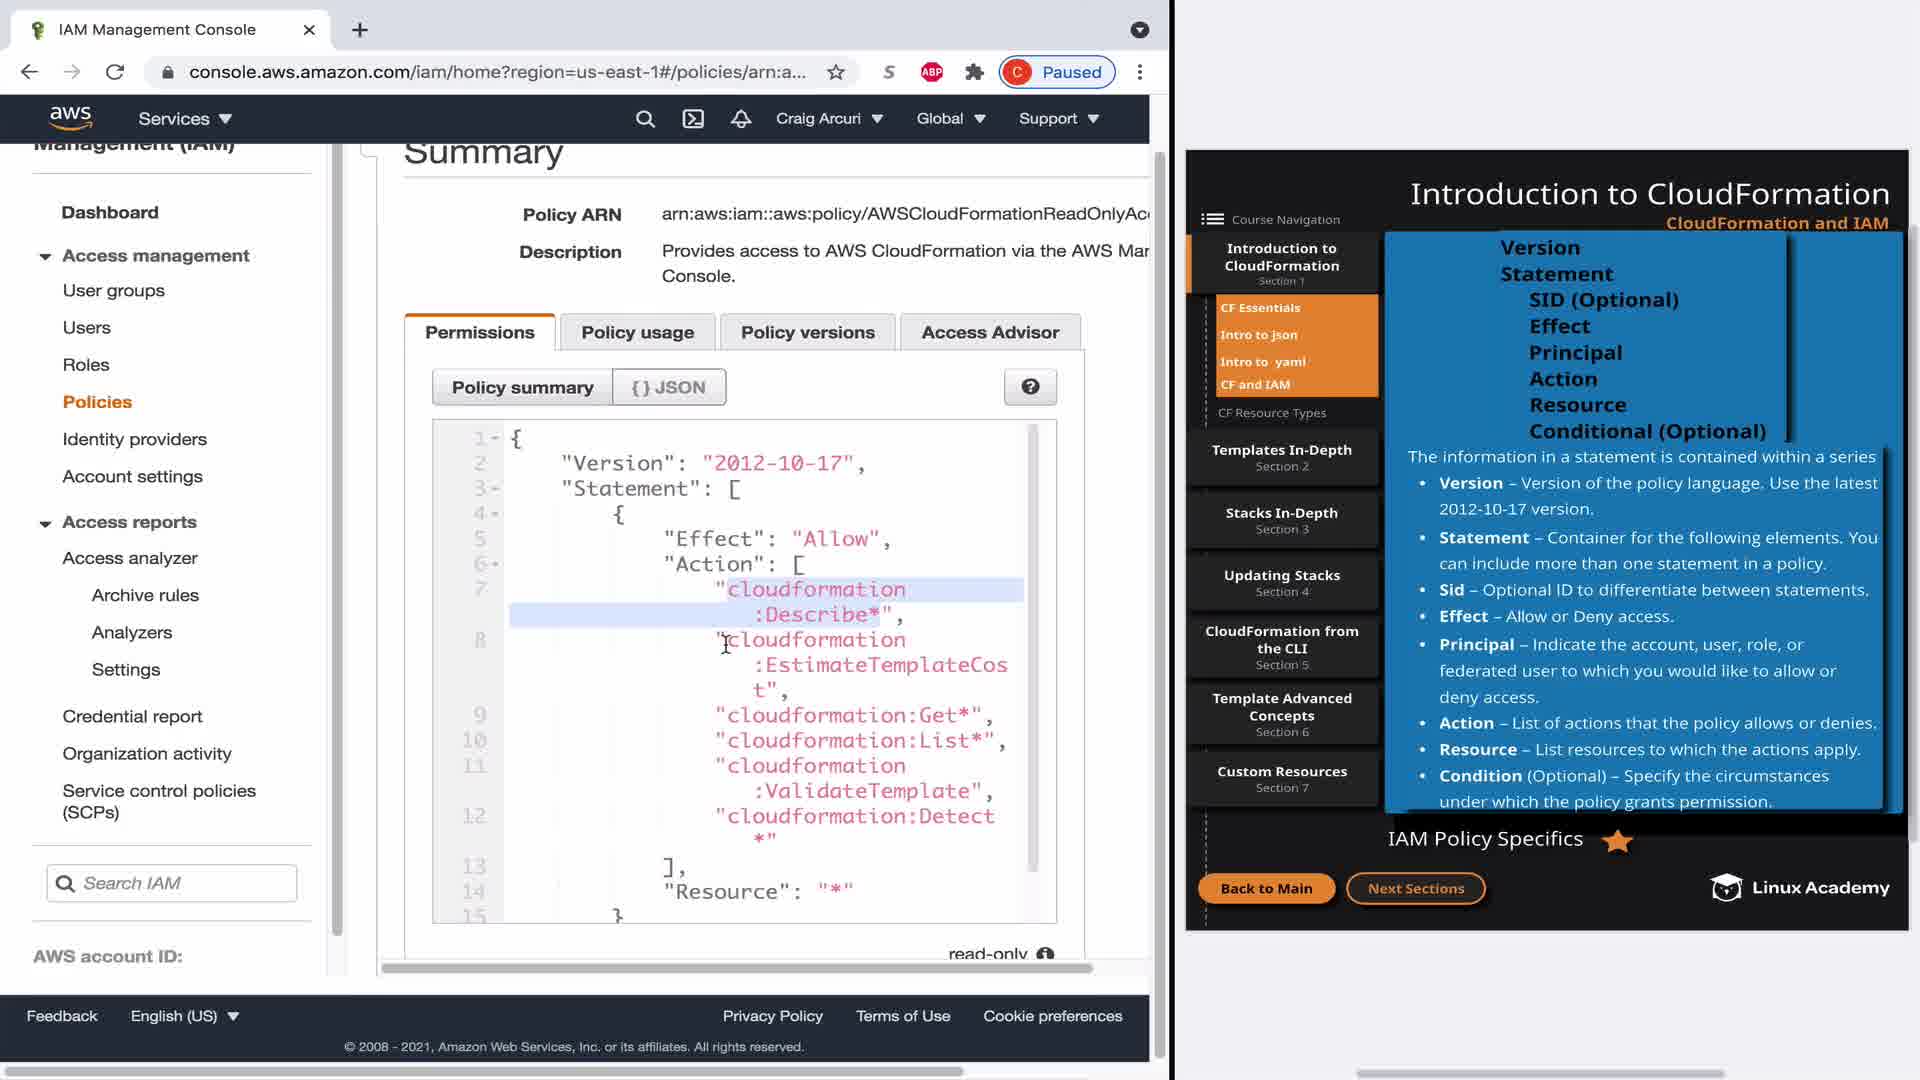 IAM Management Console
console.aws.amazon.com/iam/home?region=us-east-1#/policies/arn:a...
S
ABP
C
Paused
aws
Services
Craig Arcuri
Global
Support
Management (IAM)
Dashboard
Access management
User groups
Users
Roles
Policies
Identity providers
Account settings
Access reports
Access analyzer
Archive rules
Analyzers
Settings
Credential report
Organization activity
Service control policies
(SCPs)
Search IAM
AWS account ID:
Summary
Policy ARN
arn:aws:iam::aws:policy/AWSCloudFormationReadOnlyAcc
Description
Provides access to AWS CloudFormation via the AWS Man
Console.
Permissions
Policy usage
Policy versions
Access Advisor
Policy summary
{ } JSON
?
1 {
2 "Version": "2012-10-17",
3 "Statement": [
4 {
5 "Effect": "Allow",
6 "Action": [
7 "cloudformation
:Describe*",
8 "cloudformation
:EstimateTemplateCos
t",
9 "cloudformation:Get*",
10 "cloudformation:List*",
11 "cloudformation
:ValidateTemplate",
12 "cloudformation:Detect
*"
13 ],
14 "Resource": "*"
15 }
read-only
Feedback
English (US)
Privacy Policy
Terms of Use
Cookie preferences
© 2008 - 2021, Amazon Web Services, Inc. or its affiliates. All rights reserved.
Introduction to CloudFormation
CloudFormation and IAM
Course Navigation
Introduction to
CloudFormation
Section 1
CF Essentials
Intro to json
Intro to yaml
CF and IAM
CF Resource Types
Templates In-Depth
Section 2
Stacks In-Depth
Section 3
Updating Stacks
Section 4
CloudFormation from
the CLI
Section 5
Template Advanced
Concepts
Section 6
Custom Resources
Section 7
Version
Statement
SID (Optional)
Effect
Principal
Action
Resource
Conditional (Optional)
The information in a statement is contained within a series
• Version – Version of the policy language. Use the latest
2012-10-17 version.
• Statement – Container for the following elements. You
can include more than one statement in a policy.
• Sid – Optional ID to differentiate between statements.
• Effect – Allow or Deny access.
• Principal – Indicate the account, user, role, or
federated user to which you would like to allow or
deny access.
• Action – List of actions that the policy allows or denies.
• Resource – List resources to which the actions apply.
• Condition (Optional) – Specify the circumstances
under which the policy grants permission.
IAM Policy Specifics
Back to Main
Next Sections
Linux Academy